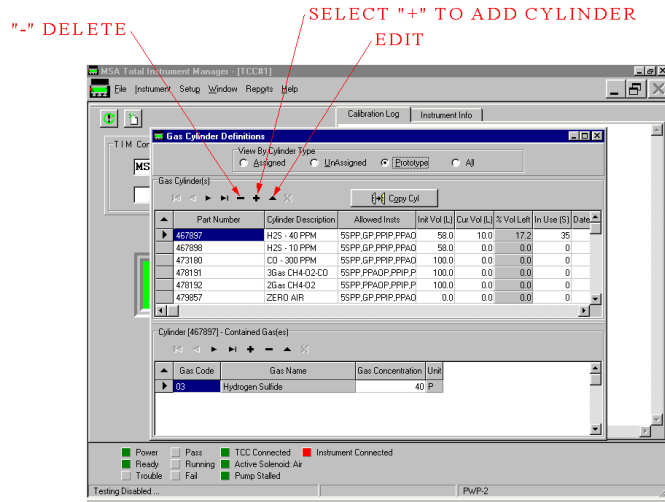 SELECT "+" TO ADD CYLINDER
"-" DELETE
EDIT
MSA Total Instrument Manager - [TCC#1]
File Instrument Setup Window Reports Help
Calibration Log Instrument Info
Gas Cylinder Definitions
TIM Con
View By Cylinder Type
Assigned UnAssigned Prototype All
MS
Gas Cylinder(s)
Copy Cyl
Part Number Cylinder Description Allowed Insts Init Vol (L) Cur Vol (L) % Vol Left In Use (S) Date
467897 H2S - 40 PPM 5SPP,GP,PPIP,PPAO 58.0 10.0 17.2 35
467898 H2S - 10 PPM 5SPP,GP,PPIP,PPAO 58.0 0.0 0.0 0
473180 CO - 300 PPM 5SPP,GP,PPIP,PPAO 100.0 0.0 0.0 0
478191 3Gas CH4-O2-CO 5SPP,PPAOP,PPIP,P 100.0 0.0 0.0 0
478192 2Gas CH4-O2 5SPP,PPAOP,PPIP,P 100.0 0.0 0.0 0
479857 ZERO AIR 5SPP,GP,PPIP,PPAO 0.0 0.0 0.0 0
Cylinder [467897] - Contained Gas(es)
Gas Code Gas Name Gas Concentration Unit
03 Hydrogen Sulfide 40 P
Power Pass TCC Connected Instrument Connected
Ready Running Active Solenoid: Air
Trouble Fail Pump Stalled
Testing Disabled ... PWP-2